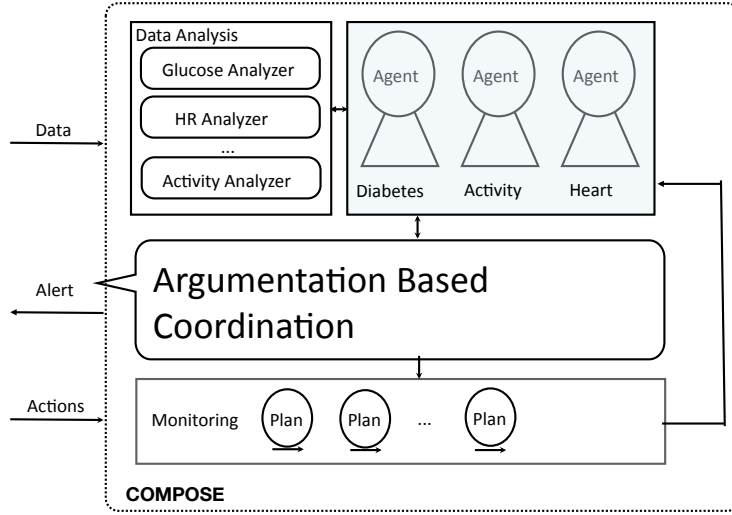 Data Analysis
Glucose Analyzer
HR Analyzer
...
Activity Analyzer
Agent
Agent
Agent
Diabetes
Activity
Heart
Data
Alert
Actions
Argumentation Based
Coordination
Monitoring
Plan
Plan
...
Plan
COMPOSE